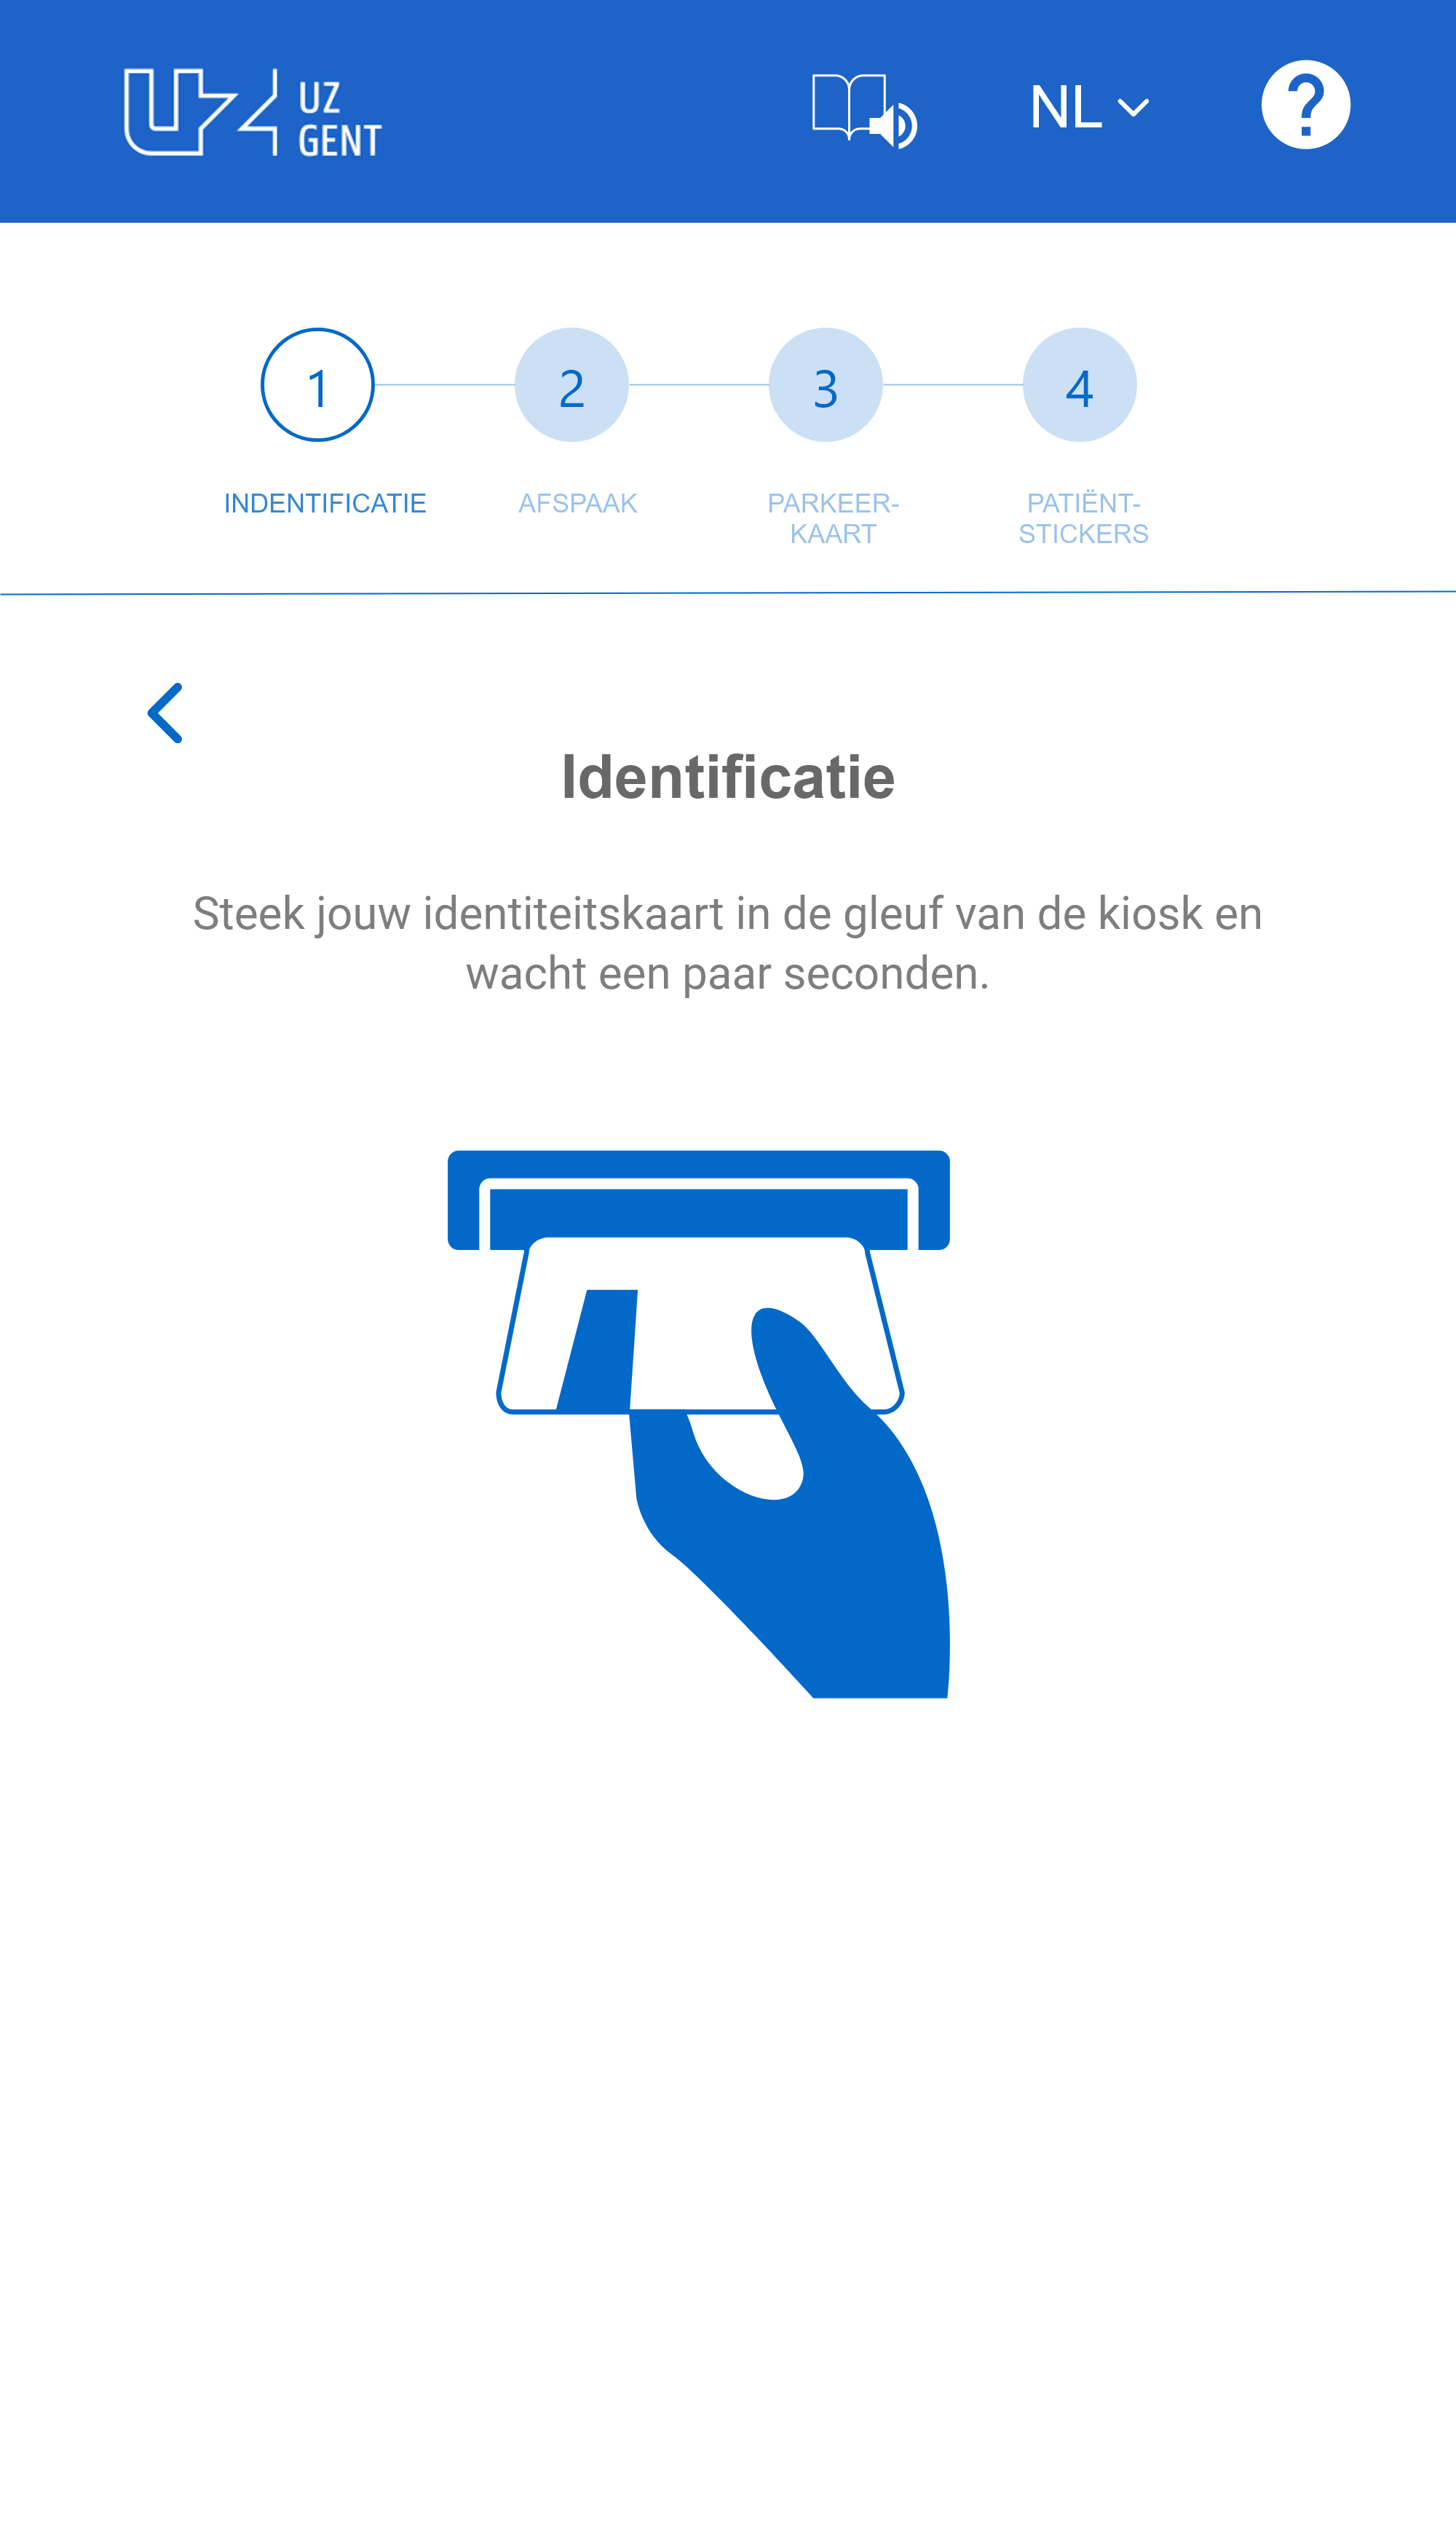 UZ
GENT
NL
?
1
2
3
4
INDENTIFICATIE
AFSPAAK
PARKEER-
KAART
PATIËNT-
STICKERS
Identificatie
Steek jouw identiteitskaart in de gleuf van de kiosk en
wacht een paar seconden.